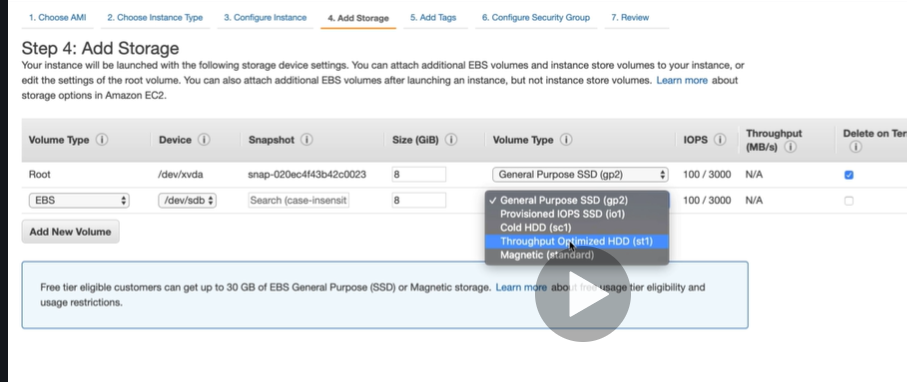 1. Choose AMI 2. Choose Instance Type 3. Configure Instance 4. Add Storage 5. Add Tags 6. Configure Security Group 7. Review
Step 4: Add Storage
Your instance will be launched with the following storage device settings. You can attach additional EBS volumes and instance store volumes to your instance, or
edit the settings of the root volume. You can also attach additional EBS volumes after launching an instance, but not instance store volumes. Learn more about
storage options in Amazon EC2.
Volume Type Device Snapshot Size (GiB) Volume Type IOPS Throughput (MB/s) Delete on Ter
Root /dev/xvda snap-020ec4f43b42c0023 8 General Purpose SSD (gp2) 100 / 3000 N/A
EBS /dev/sdb Search (case-insensit 8 ✓ General Purpose SSD (gp2) 100 / 3000 N/A
Provisioned IOPS SSD (io1)
Cold HDD (sc1)
Throughput Optimized HDD (st1)
Magnetic (standard)
Add New Volume
Free tier eligible customers can get up to 30 GB of EBS General Purpose (SSD) or Magnetic storage. Learn more about free usage tier eligibility and
usage restrictions.